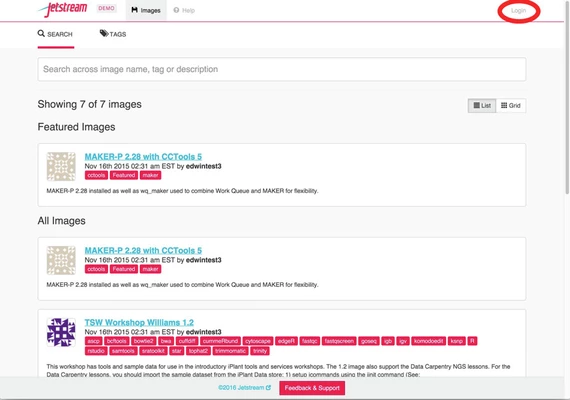 Jetstream DEMO Images Help Login
SEARCH TAGS
Search across image name, tag or description
Showing 7 of 7 images
List Grid
Featured Images
MAKER-P 2.28 with CCTools 5
Nov 16th 2015 02:31 am EST by edwintest3
cctools Featured maker
MAKER-P 2.28 installed as well as wq_maker used to combine Work Queue and MAKER for flexibility.
All Images
MAKER-P 2.28 with CCTools 5
Nov 16th 2015 02:31 am EST by edwintest3
cctools Featured maker
MAKER-P 2.28 installed as well as wq_maker used to combine Work Queue and MAKER for flexibility.
TSW Workshop Williams 1.2
Nov 16th 2015 02:31 am EST by edwintest3
ascp bcftools bowtie2 bwa cuffdiff cummeRbund cytoscape edgeR fastqc fastqscreen goseq igb igv komodoedit ksnp R
rstudio samtools sratoolkit star tophat2 trimmomatic trinity
This workshop has tools and sample data for use in the introductory iPlant tools and services workshops. The 1.2 image also support the Data Carpentry NGS lessons. For the
Data Carpentry lessons, you should import the sample dataset from the iPlant Data store: 1) setup icommands using the iinit command (See:
©2016 Jetstream Feedback & Support